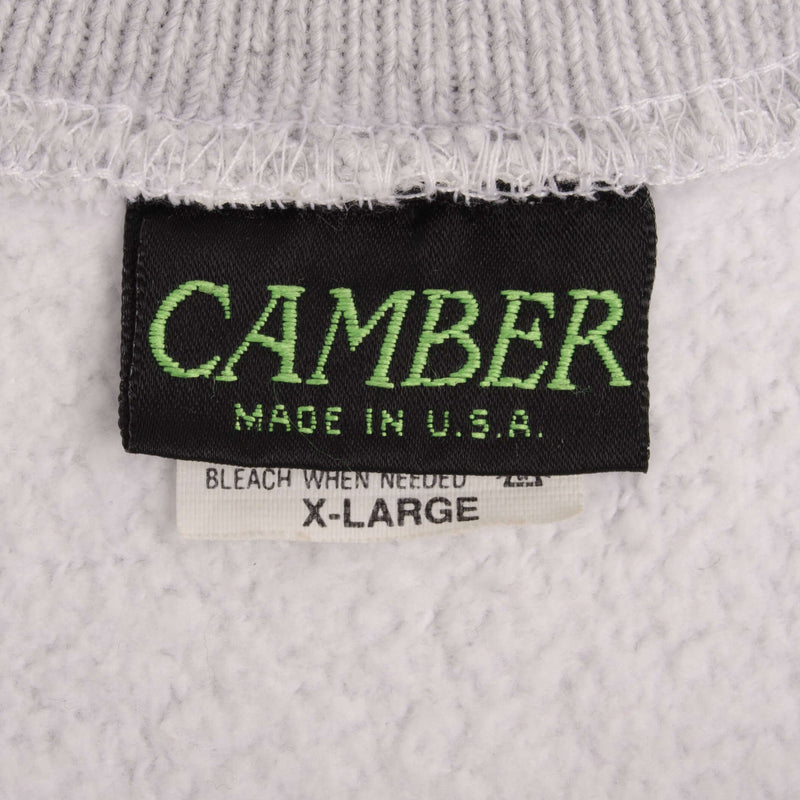 CAMBER
MADE IN U.S.A.
BLEACH WHEN NEEDED
X-LARGE